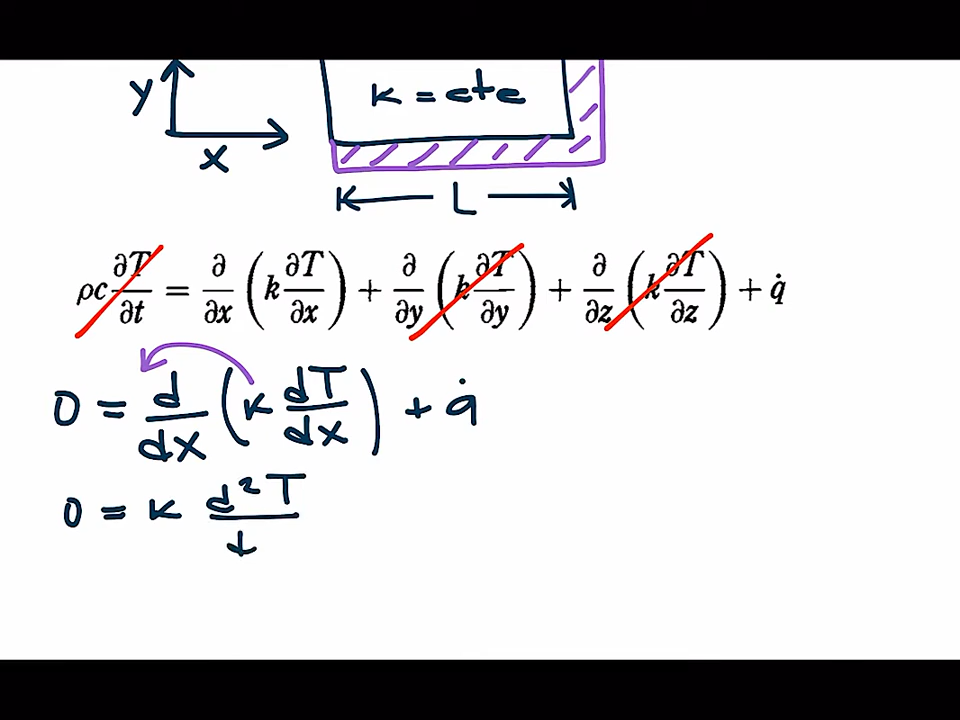 y
K = cte
x
L
ρc ∂T/∂t = ∂/∂x (k ∂T/∂x) + ∂/∂y (k ∂T/∂y) + ∂/∂z (k ∂T/∂z) + q̇
0 = d/dx (k dT/dx) + q̇
0 = k d²T/d